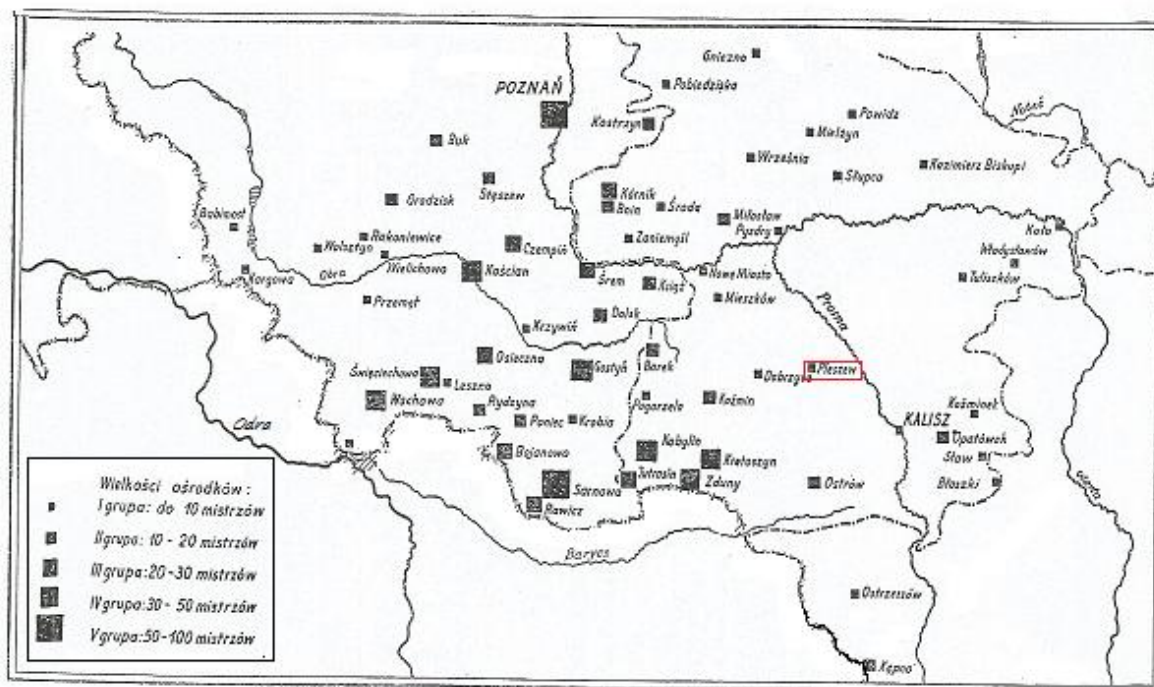 Gniezno
POZNAŃ
Pobiedziska
Powidz
Noteć
Kostrzyn
Mielżyn
Buk
Września
Kazimierz Biskupi
Słupca
Stęszew
Kórnik
Grodzisk
Bnin
Środa
Miłosław
Babimost
Pyzdry
Koło
Rakoniewice
Zaniemyśl
Wolsztyn
Czempiń
Władysławów
Wielichowo
Kargowa
Obra
Kościan
Śrem
Nowe Miasto
Tuliszków
Książ
Mieszków
Przemęt
Dolsk
Prosna
Krzywiń
Osieczna
Borek
Gostyń
Pleszew
Święciechowa
Dobrzyca
Leszno
Wschowa
Rydzyna
Pogorzela
Koźmin
Koźminek
Odra
Poniec
Krobia
KALISZ
Opatówek
Kobylin
Staw
Bojanowo
Krotoszyn
Warta
Jutrosin
Zduny
Ostrów
Błaszki
Sarnowa
Rawicz
Barycz
Ostrzeszów
Kępno
Wielkości ośrodków :
I grupa: do 10 mistrzów
II grupa: 10 - 20 mistrzów
III grupa: 20 - 30 mistrzów
IV grupa: 30 - 50 mistrzów
V grupa: 50-100 mistrzów